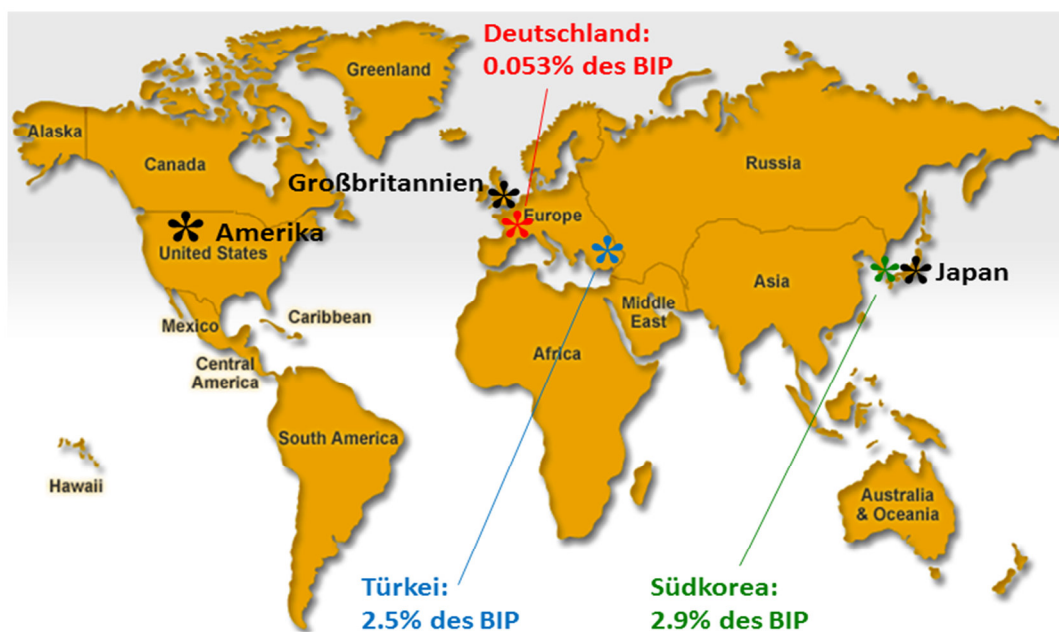 Deutschland:
0.053% des BIP
Greenland
Alaska
Canada
Russia
Großbritannien
Europe
Amerika
United States
Japan
Asia
Middle
East
Mexico
Caribbean
Central
America
Africa
South America
Hawaii
Australia
& Oceania
Türkei:
2.5% des BIP
Südkorea:
2.9% des BIP